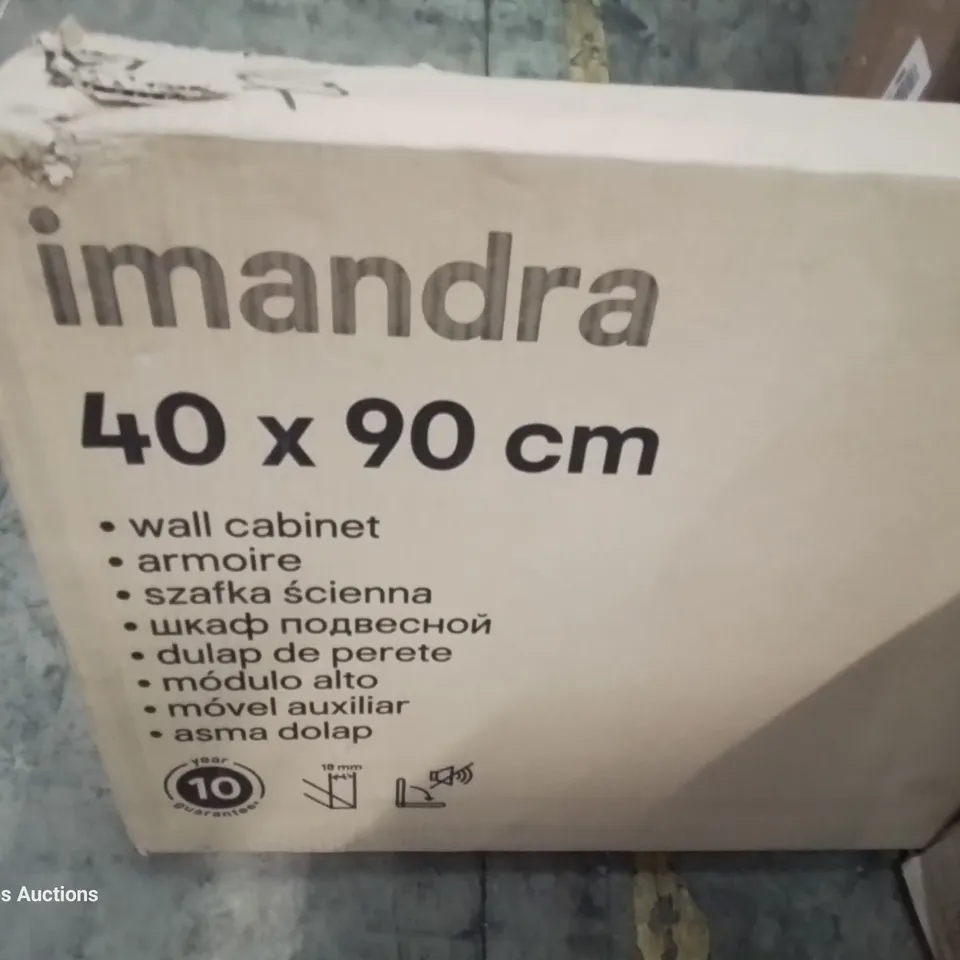 imandra
40 x 90 cm
• wall cabinet
• armoire
• szafka ścienna
• шкаф подвесной
• dulap de perete
• módulo alto
• móvel auxiliar
• asma dolap
year
10
guarantee
18 mm
s Auctions